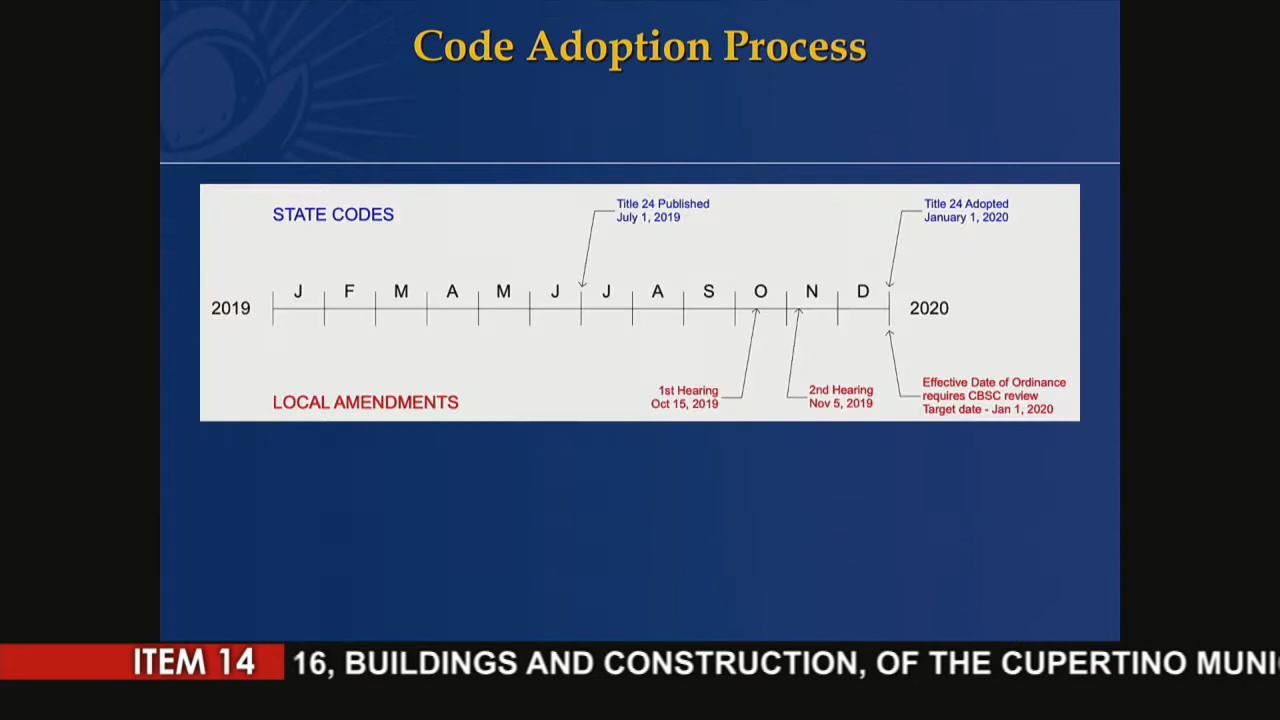 Code Adoption Process
STATE CODES
Title 24 Published
July 1, 2019
Title 24 Adopted
January 1, 2020
2019
J F M A M J J A S O N D
2020
LOCAL AMENDMENTS
1st Hearing
Oct 15, 2019
2nd Hearing
Nov 5, 2019
Effective Date of Ordinance
requires CBSC review
Target date - Jan 1, 2020
ITEM 14
16, BUILDINGS AND CONSTRUCTION, OF THE CUPERTINO MUNI